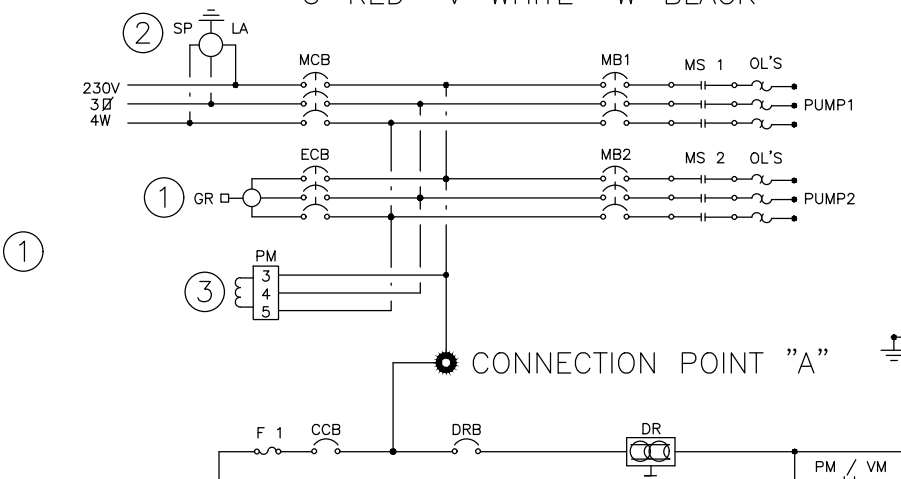 U RED V WHITE W BLACK
2 SP LA
MCB MB1 MS 1 OL'S
230V
3Ø
4W
PUMP1
ECB MB2 MS 2 OL'S
1 GR PUMP2
1
PM
3
3
4
5
CONNECTION POINT "A"
F 1 CCB DRB DR
PM / VM